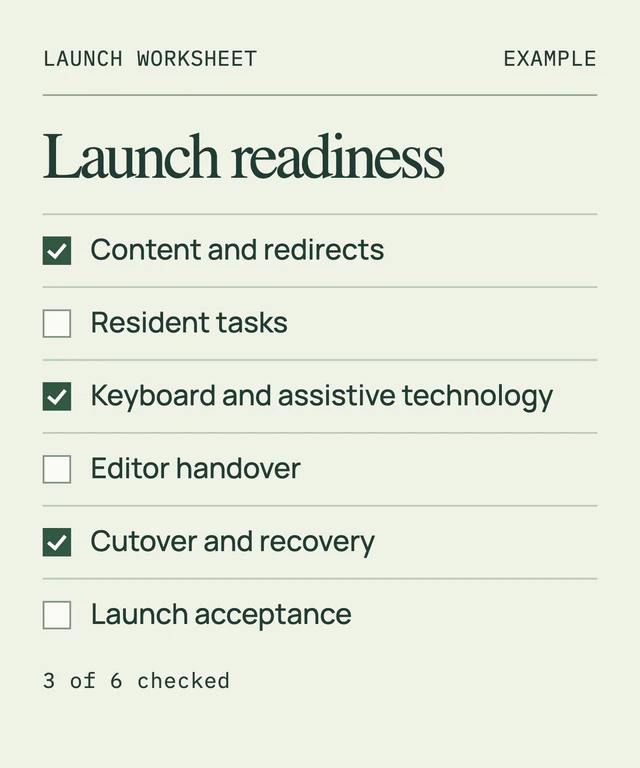 LAUNCH WORKSHEET EXAMPLE
Launch readiness
Content and redirects
Resident tasks
Keyboard and assistive technology
Editor handover
Cutover and recovery
Launch acceptance
3 of 6 checked